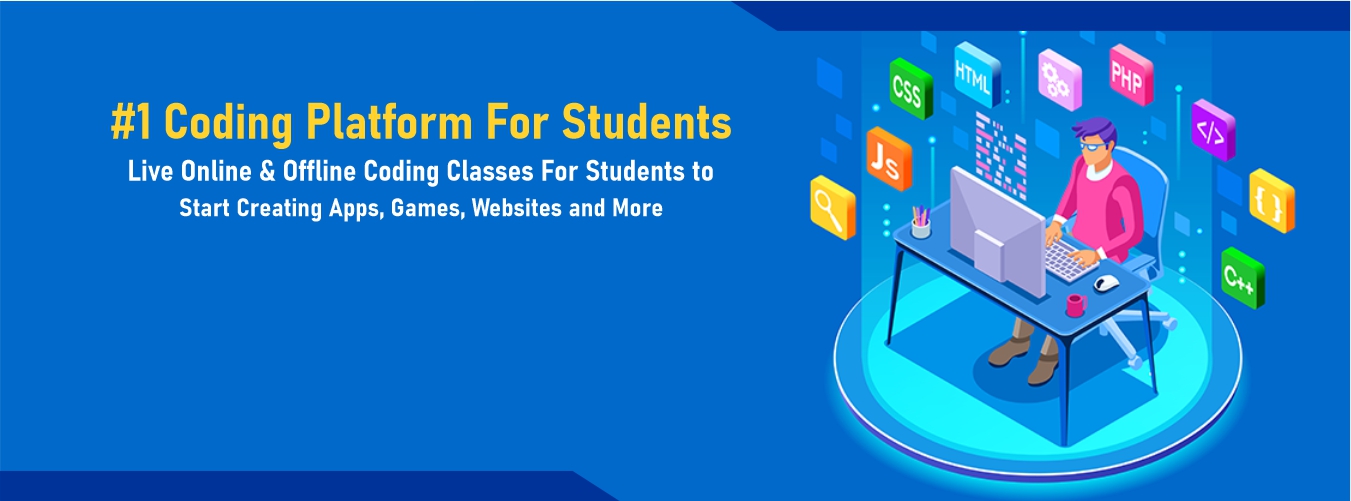 #1 Coding Platform For Students
Live Online & Offline Coding Classes For Students to
Start Creating Apps, Games, Websites and More
CSS
HTML
PHP
</>
Js
{ }
C++